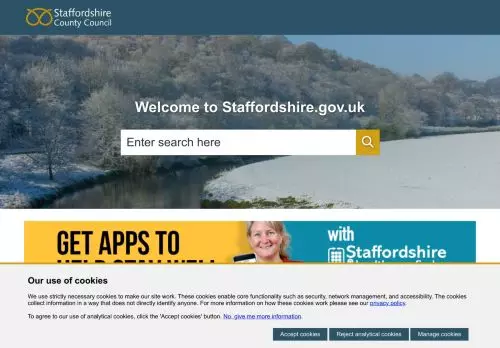 Staffordshire
County Council
Welcome to Staffordshire.gov.uk
Enter search here
GET APPS TO
with
Staffordshire
Our use of cookies
We use strictly necessary cookies to make our site work. These cookies enable core functionality such as security, network management, and accessibility. The cookies
collect information in a way that does not directly identify anyone. For more information on how these cookies work please see our privacy policy.
To agree to our use of analytical cookies, click the 'Accept cookies' button. No, give me more information.
Accept cookies
Reject analytical cookies
Manage cookies